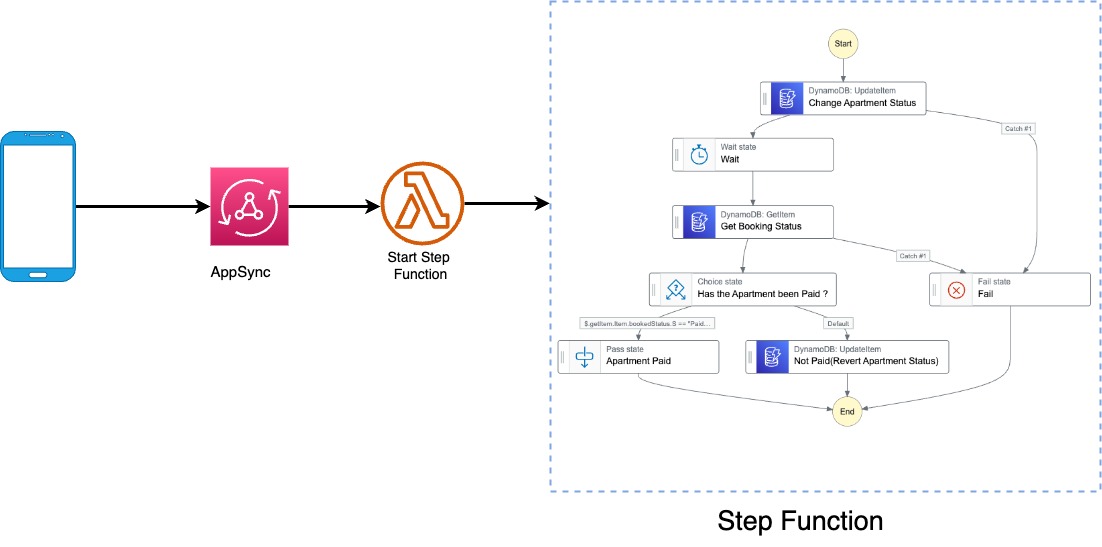 Start
DynamoDB: UpdateItem
Change Apartment Status
Catch #1
Wait state
Wait
DynamoDB: GetItem
Get Booking Status
Catch #1
Choice state
Has the Apartment been Paid ?
Fail state
Fail
$.getItem.Item.bookedStatus.S == "Paid...
Default
Pass state
Apartment Paid
DynamoDB: UpdateItem
Not Paid(Revert Apartment Status)
End
AppSync
Start Step
Function
Step Function